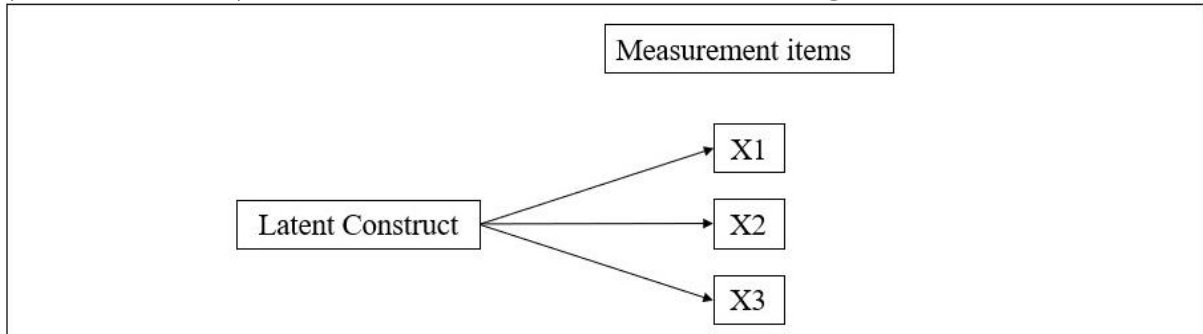 Measurement items
X1
Latent Construct
X2
X3